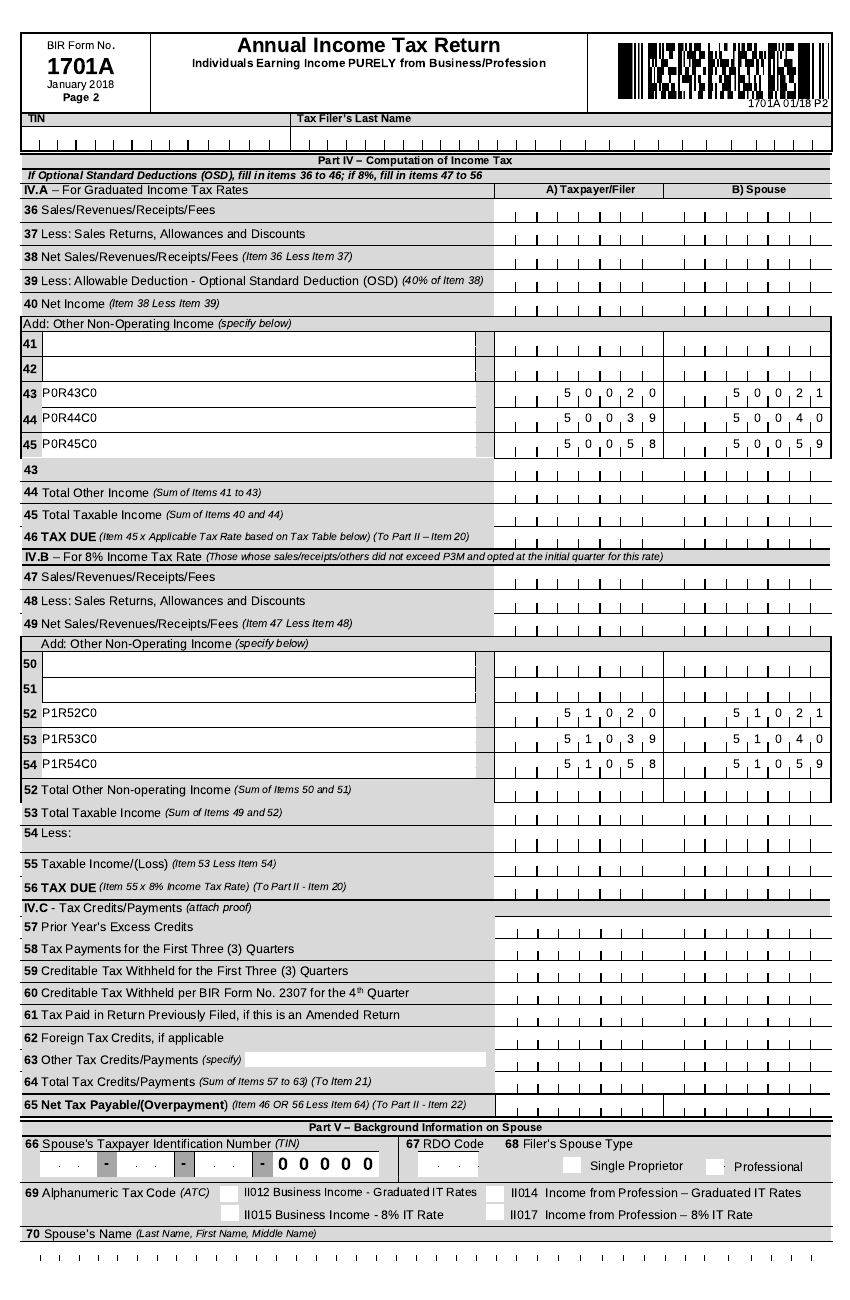 BIR Form No.
1701A
January 2018
Page 2
Annual Income Tax Return
Individuals Earning Income PURELY from Business/Profession
1701A 01/18 P2
TIN
Tax Filer's Last Name
Part IV – Computation of Income Tax
If Optional Standard Deductions (OSD), fill in items 36 to 46; if 8%, fill in items 47 to 56
IV.A – For Graduated Income Tax Rates A) Taxpayer/Filer B) Spouse
36 Sales/Revenues/Receipts/Fees
37 Less: Sales Returns, Allowances and Discounts
38 Net Sales/Revenues/Receipts/Fees (Item 36 Less Item 37)
39 Less: Allowable Deduction - Optional Standard Deduction (OSD) (40% of Item 38)
40 Net Income (Item 38 Less Item 39)
Add: Other Non-Operating Income (specify below)
41
42
43 P0R43C0 5 0 0 2 0 5 0 0 2 1
44 P0R44C0 5 0 0 3 9 5 0 0 4 0
45 P0R45C0 5 0 0 5 8 5 0 0 5 9
43
44 Total Other Income (Sum of Items 41 to 43)
45 Total Taxable Income (Sum of Items 40 and 44)
46 TAX DUE (Item 45 x Applicable Tax Rate based on Tax Table below) (To Part II – Item 20)
IV.B – For 8% Income Tax Rate (Those whose sales/receipts/others did not exceed P3M and opted at the initial quarter for this rate)
47 Sales/Revenues/Receipts/Fees
48 Less: Sales Returns, Allowances and Discounts
49 Net Sales/Revenues/Receipts/Fees (Item 47 Less Item 48)
Add: Other Non-Operating Income (specify below)
50
51
52 P1R52C0 5 1 0 2 0 5 1 0 2 1
53 P1R53C0 5 1 0 3 9 5 1 0 4 0
54 P1R54C0 5 1 0 5 8 5 1 0 5 9
52 Total Other Non-operating Income (Sum of Items 50 and 51)
53 Total Taxable Income (Sum of Items 49 and 52)
54 Less:
55 Taxable Income/(Loss) (Item 53 Less Item 54)
56 TAX DUE (Item 55 x 8% Income Tax Rate) (To Part II - Item 20)
IV.C - Tax Credits/Payments (attach proof)
57 Prior Year's Excess Credits
58 Tax Payments for the First Three (3) Quarters
59 Creditable Tax Withheld for the First Three (3) Quarters
60 Creditable Tax Withheld per BIR Form No. 2307 for the 4th Quarter
61 Tax Paid in Return Previously Filed, if this is an Amended Return
62 Foreign Tax Credits, if applicable
63 Other Tax Credits/Payments (specify)
64 Total Tax Credits/Payments (Sum of Items 57 to 63) (To Item 21)
65 Net Tax Payable/(Overpayment) (Item 46 OR 56 Less Item 64) (To Part II - Item 22)
Part V – Background Information on Spouse
66 Spouse's Taxpayer Identification Number (TIN) 67 RDO Code 68 Filer's Spouse Type
- - - 0 0 0 0 0 Single Proprietor Professional
69 Alphanumeric Tax Code (ATC) II012 Business Income - Graduated IT Rates II014 Income from Profession – Graduated IT Rates
II015 Business Income - 8% IT Rate II017 Income from Profession – 8% IT Rate
70 Spouse's Name (Last Name, First Name, Middle Name)